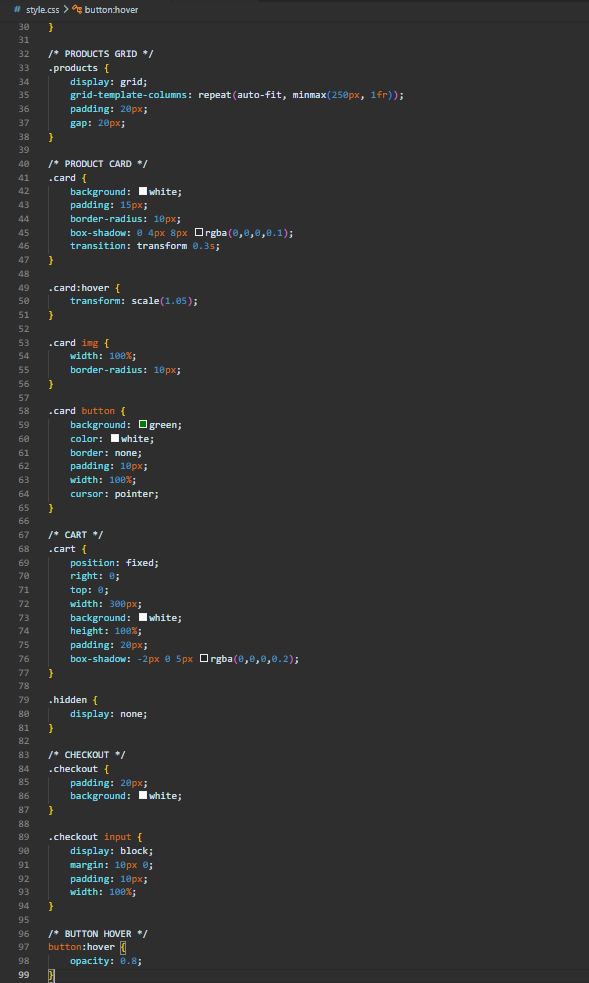 # style.css > button:hover
30 }
31
32 /* PRODUCTS GRID */
33 .products {
34     display: grid;
35     grid-template-columns: repeat(auto-fit, minmax(250px, 1fr));
36     padding: 20px;
37     gap: 20px;
38 }
39
40 /* PRODUCT CARD */
41 .card {
42     background: white;
43     padding: 15px;
44     border-radius: 10px;
45     box-shadow: 0 4px 8px rgba(0,0,0,0.1);
46     transition: transform 0.3s;
47 }
48
49 .card:hover {
50     transform: scale(1.05);
51 }
52
53 .card img {
54     width: 100%;
55     border-radius: 10px;
56 }
57
58 .card button {
59     background: green;
60     color: white;
61     border: none;
62     padding: 10px;
63     width: 100%;
64     cursor: pointer;
65 }
66
67 /* CART */
68 .cart {
69     position: fixed;
70     right: 0;
71     top: 0;
72     width: 300px;
73     background: white;
74     height: 100%;
75     padding: 20px;
76     box-shadow: -2px 0 5px rgba(0,0,0,0.2);
77 }
78
79 .hidden {
80     display: none;
81 }
82
83 /* CHECKOUT */
84 .checkout {
85     padding: 20px;
86     background: white;
87 }
88
89 .checkout input {
90     display: block;
91     margin: 10px 0;
92     padding: 10px;
93     width: 100%;
94 }
95
96 /* BUTTON HOVER */
97 button:hover {
98     opacity: 0.8;
99 }